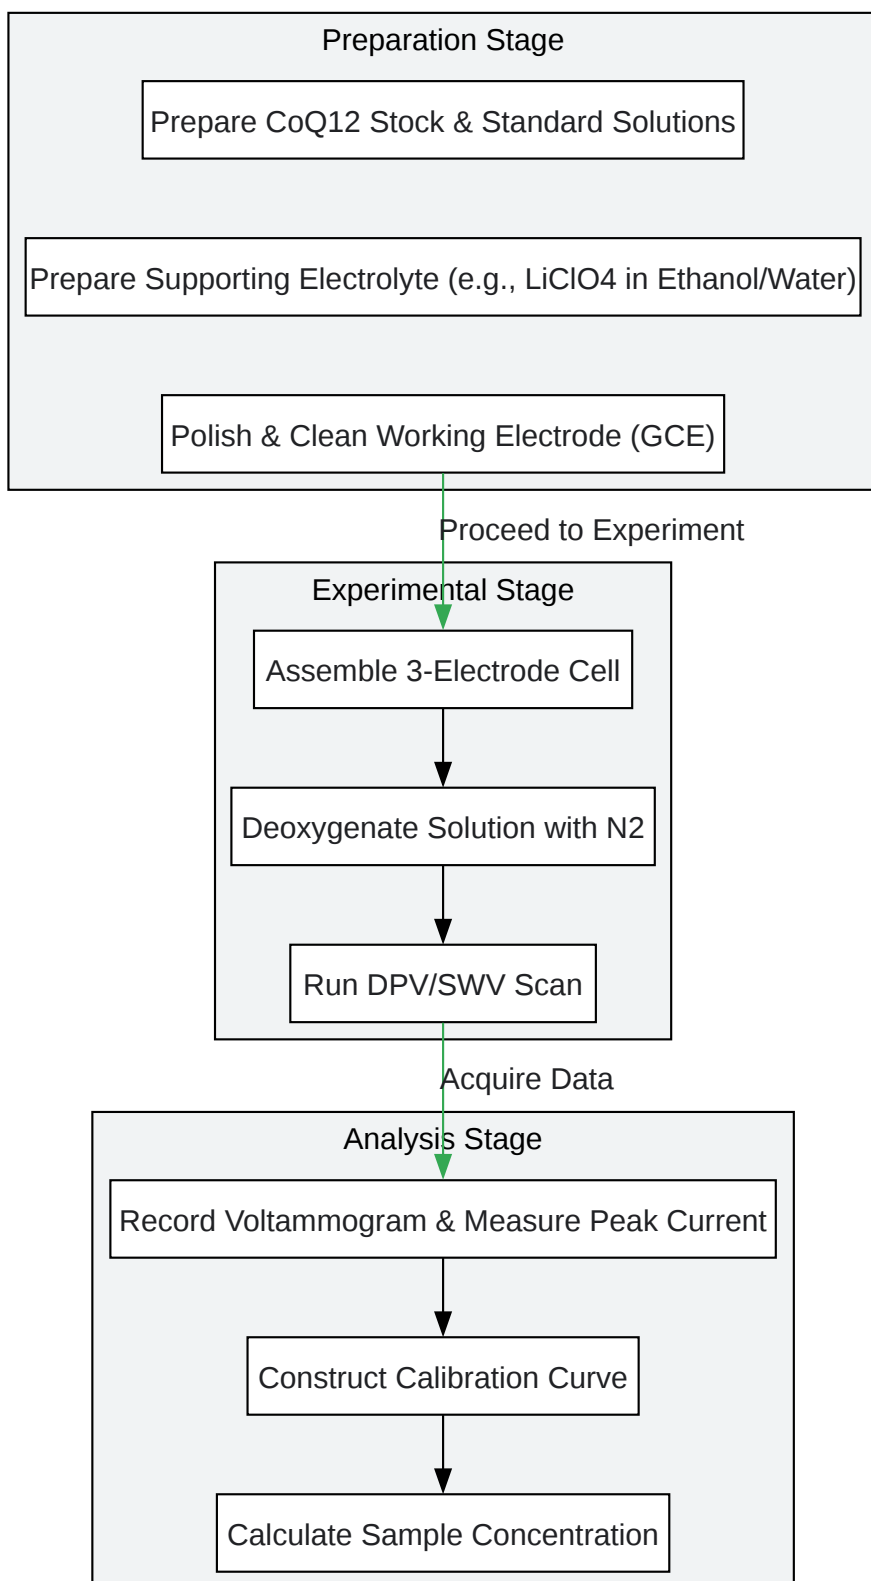 Preparation Stage
Prepare CoQ12 Stock & Standard Solutions
Prepare Supporting Electrolyte (e.g., LiClO4 in Ethanol/Water)
Polish & Clean Working Electrode (GCE)
Proceed to Experiment
Experimental Stage
Assemble 3-Electrode Cell
Deoxygenate Solution with N2
Run DPV/SWV Scan
Acquire Data
Analysis Stage
Record Voltammogram & Measure Peak Current
Construct Calibration Curve
Calculate Sample Concentration